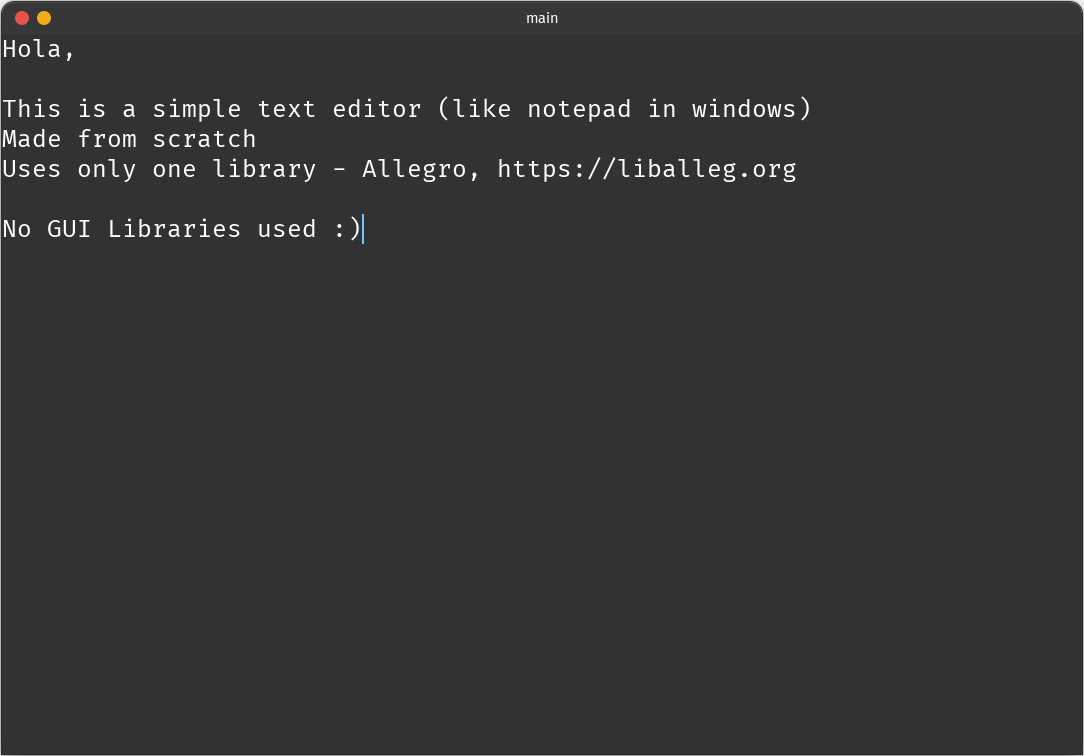 main
Hola,
This is a simple text editor (like notepad in windows)
Made from scratch
Uses only one library - Allegro, https://liballeg.org
No GUI Libraries used :)